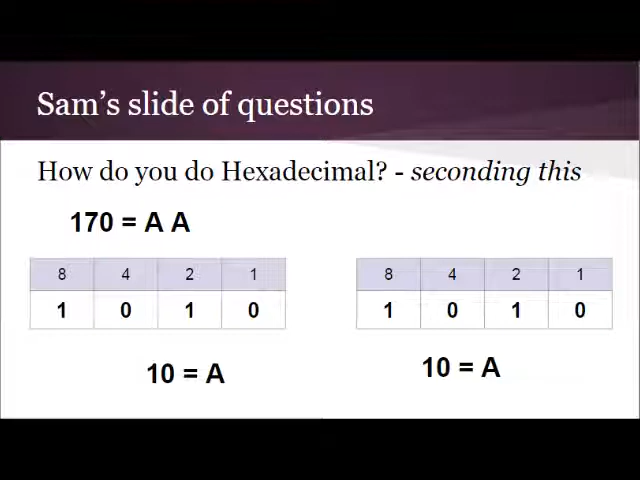 Sam's slide of questions
How do you do Hexadecimal? - seconding this
170 = A A
8 4 2 1
1 0 1 0
8 4 2 1
1 0 1 0
10 = A
10 = A